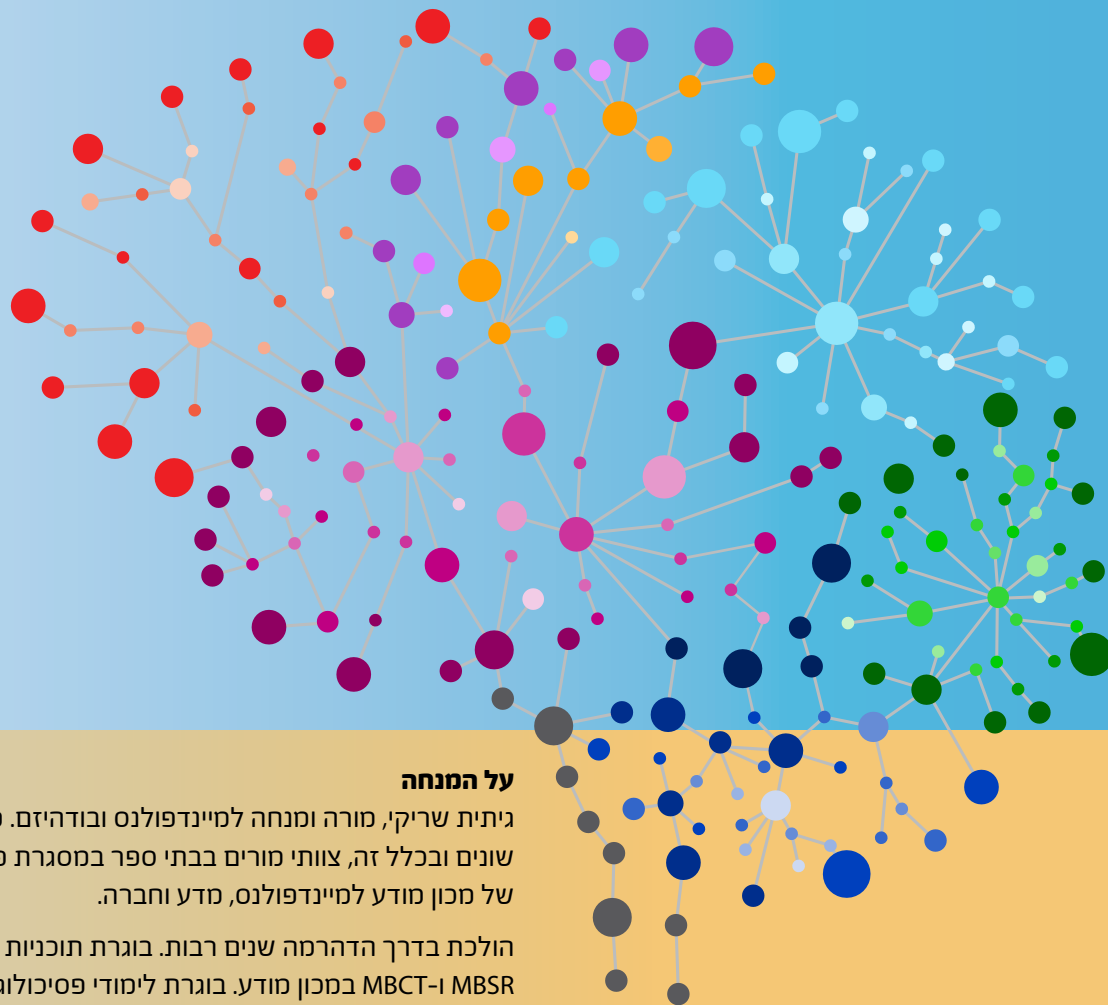 על המנחה
גיתית שריקי, מורה ומנחה למיינדפולנס ובודהיזם.
שונים ובכלל זה, צוותי מורים בבתי ספר במסגרת
של מכון מודע למיינדפולנס, מדע וחברה.
הולכת בדרך הדהרמה שנים רבות. בוגרת תוכניות
MBSR ו-MBCT במכון מודע. בוגרת לימודי